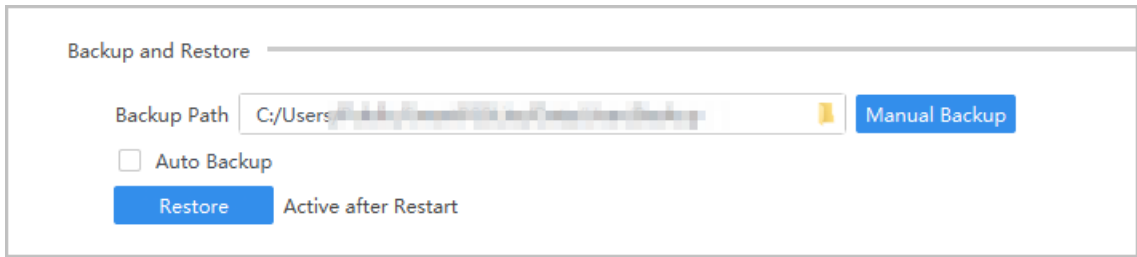 Backup and Restore
Backup Path C:/Users Manual Backup
Auto Backup
Restore Active after Restart